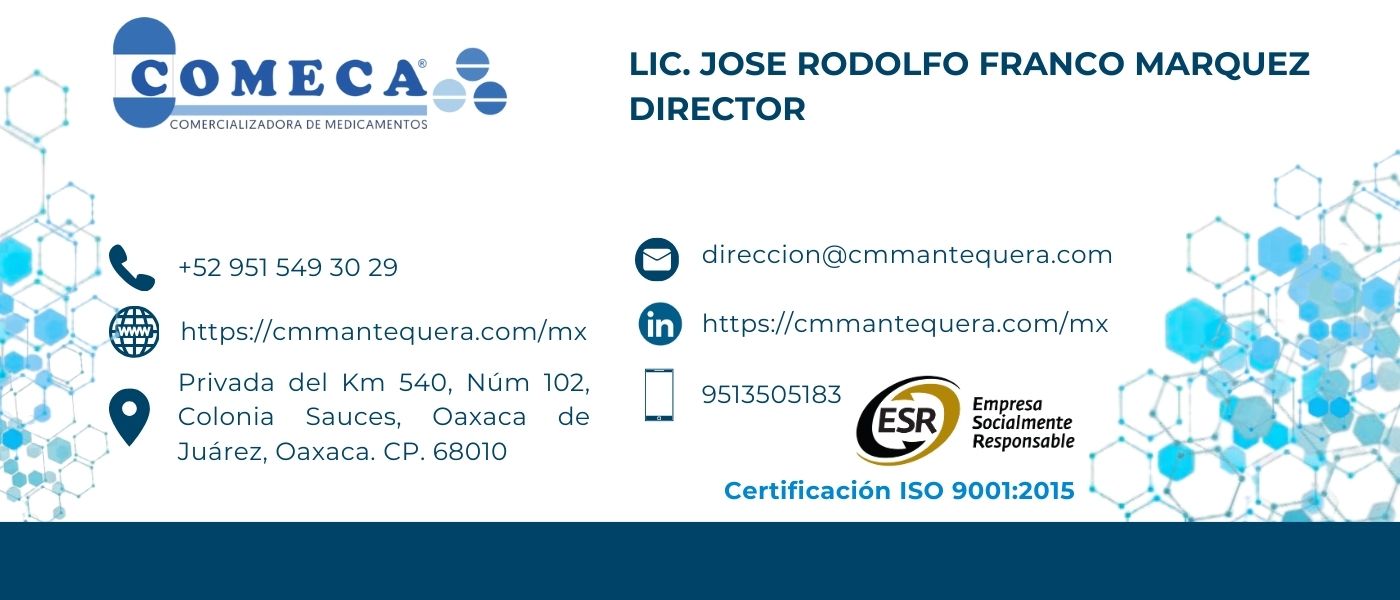 COMECA®
COMERCIALIZADORA DE MEDICAMENTOS
LIC. JOSE RODOLFO FRANCO MARQUEZ
DIRECTOR
+52 951 549 30 29
www
https://cmmantequera.com/mx
Privada del Km 540, Núm 102,
Colonia Sauces, Oaxaca de
Juárez, Oaxaca. CP. 68010
direccion@cmmantequera.com
in
https://cmmantequera.com/mx
9513505183
ESR
Empresa
Socialmente
Responsable
Certificación ISO 9001:2015